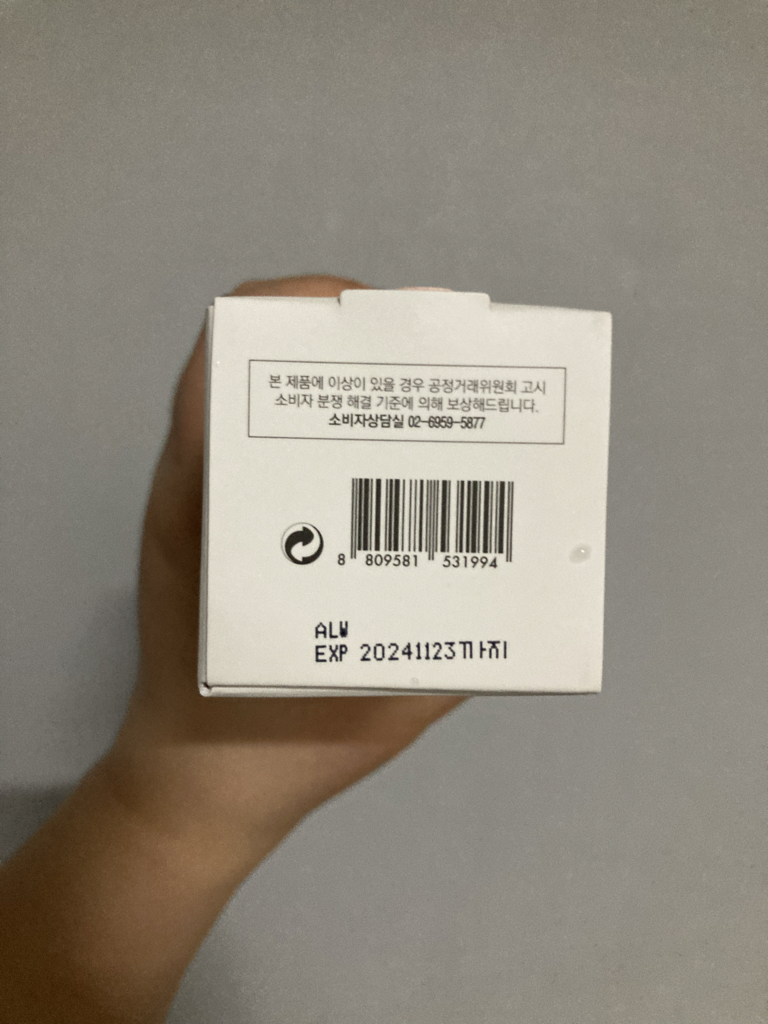 본 제품에 이상이 있을 경우 공정거래위원회 고시
소비자 분쟁 해결 기준에 의해 보상해드립니다.
소비자상담실 02-6959-5877
8 809581 531994
ALW
EXP 20241123까지